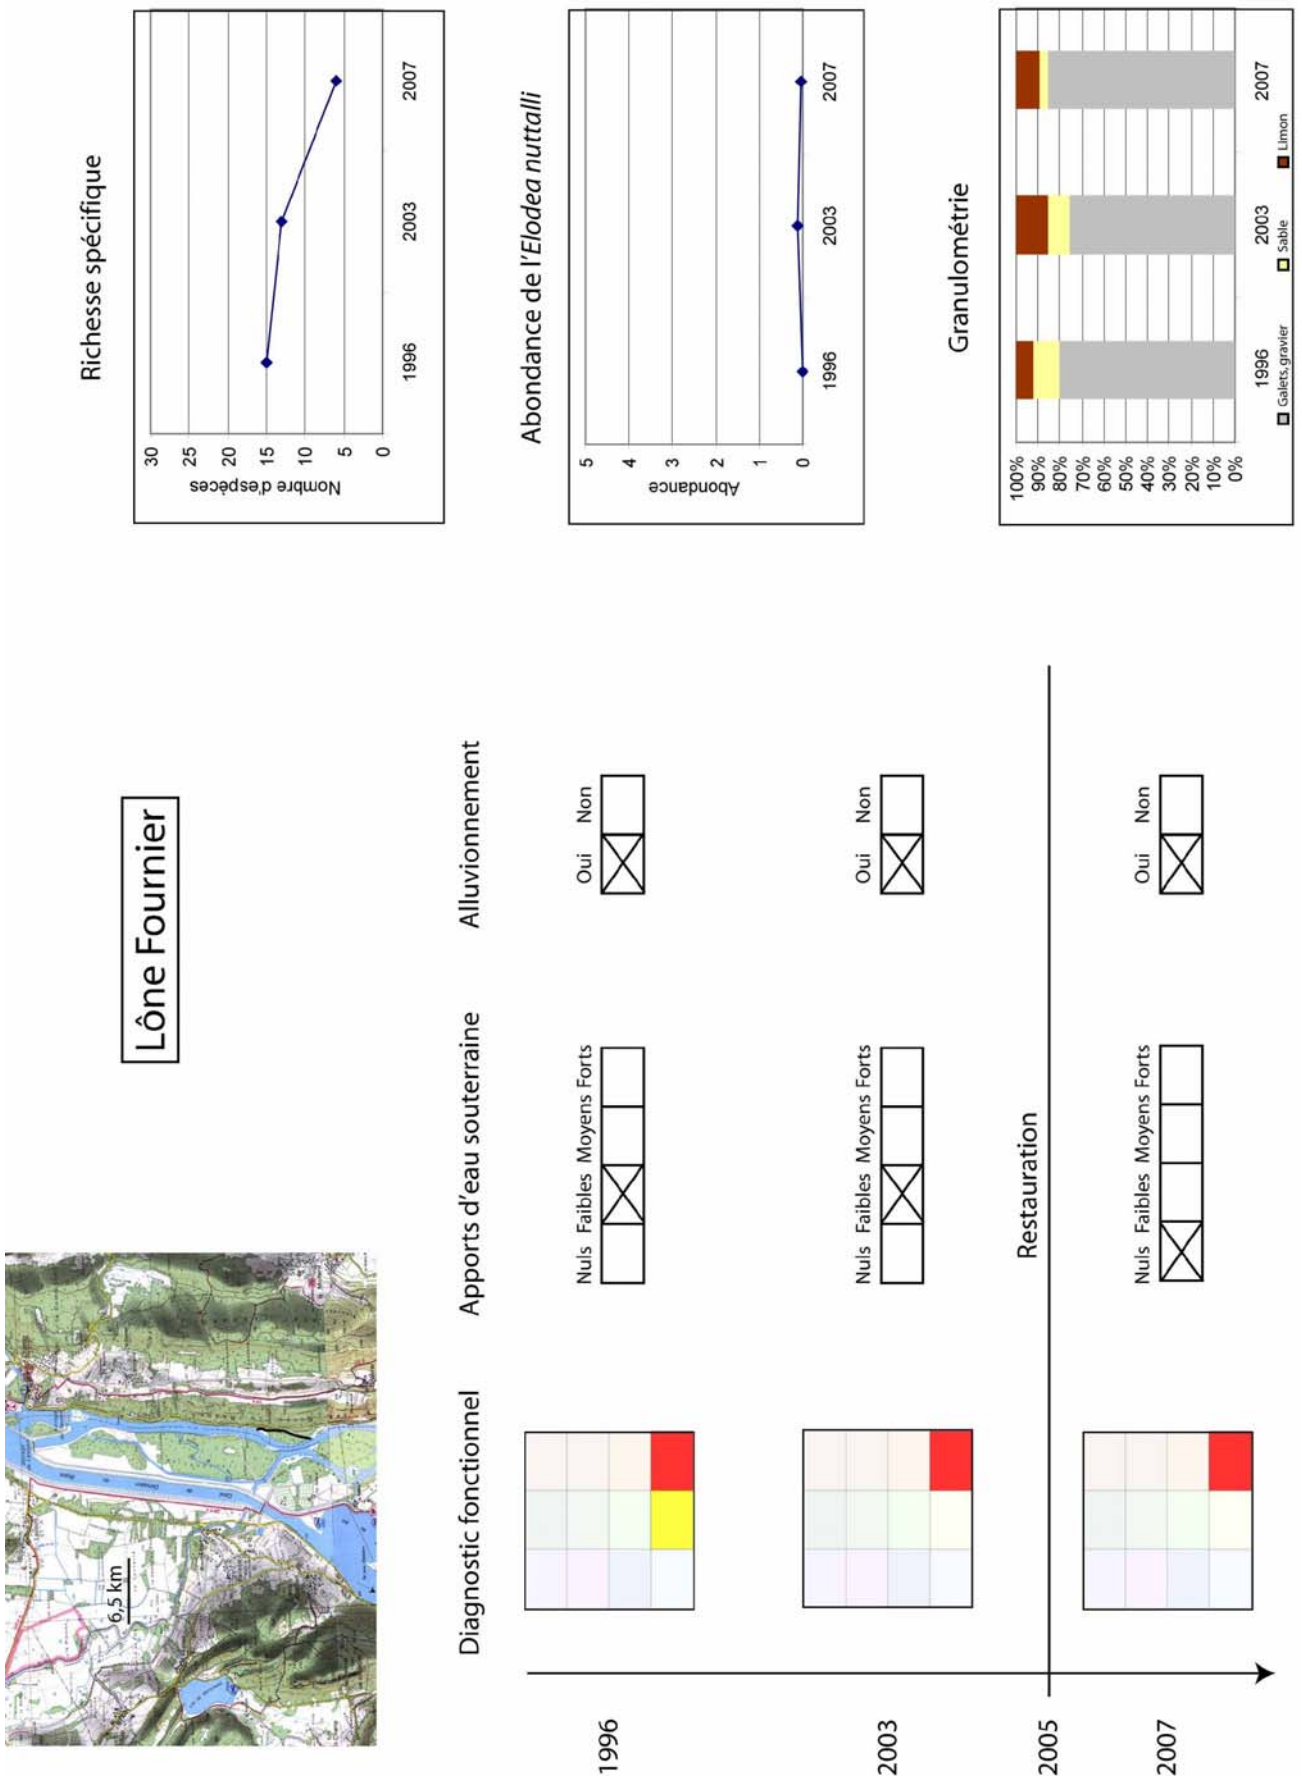 Lône Fournier
6,5 km
Diagnostic fonctionnel
Apports d'eau souterraine
Alluvionnement
1996
Nuls Faibles Moyens Forts
Oui Non
2003
Nuls Faibles Moyens Forts
Oui Non
2005
Restauration
2007
Nuls Faibles Moyens Forts
Oui Non
Richesse spécifique
Nombre d'espèces
30
25
20
15
10
5
0
1996 2003 2007
Abondance de l'Elodea nuttalli
Abondance
5
4
3
2
1
0
1996 2003 2007
Granulométrie
100%
90%
80%
70%
60%
50%
40%
30%
20%
10%
0%
1996 2003 2007
Galets, gravier Sable Limon